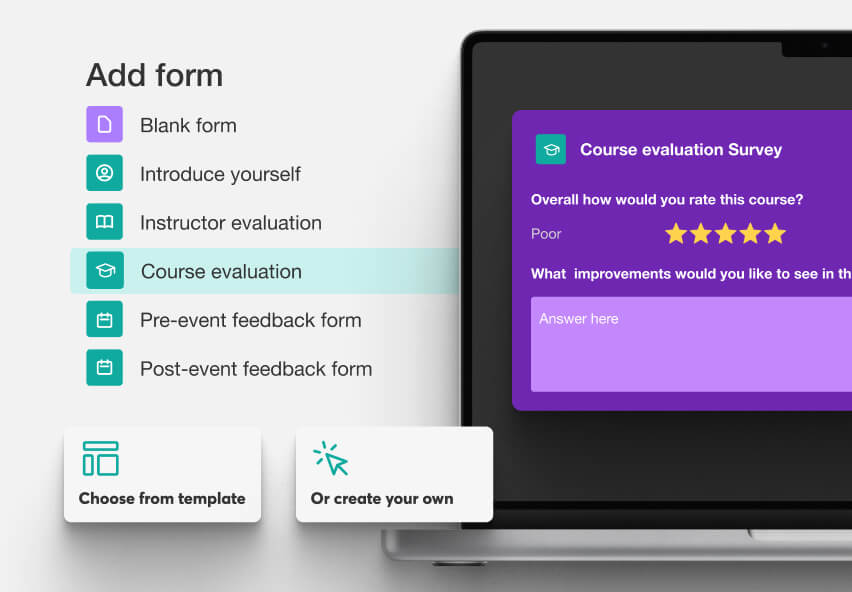 Add form
Blank form
Introduce yourself
Instructor evaluation
Course evaluation
Pre-event feedback form
Post-event feedback form
Choose from template
Or create your own
Course evaluation Survey
Overall how would you rate this course?
Poor
What improvements would you like to see in th
Answer here